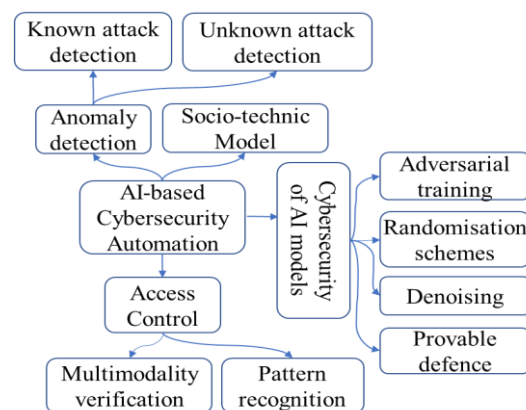 Known attack
detection
Unknown attack
detection
Anomaly
detection
Socio-technic
Model
AI-based
Cybersecurity
Automation
Cybersecurity
of AI models
Adversarial
training
Randomisation
schemes
Denoising
Provable
defence
Access
Control
Multimodality
verification
Pattern
recognition